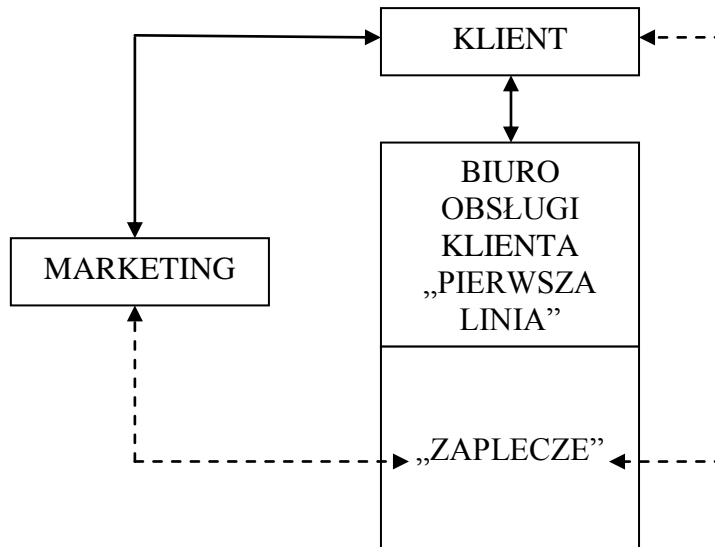 KLIENT
BIURO
OBSŁUGI
KLIENTA
„PIERWSZA
LINIA”
MARKETING
„ZAPLECZE”